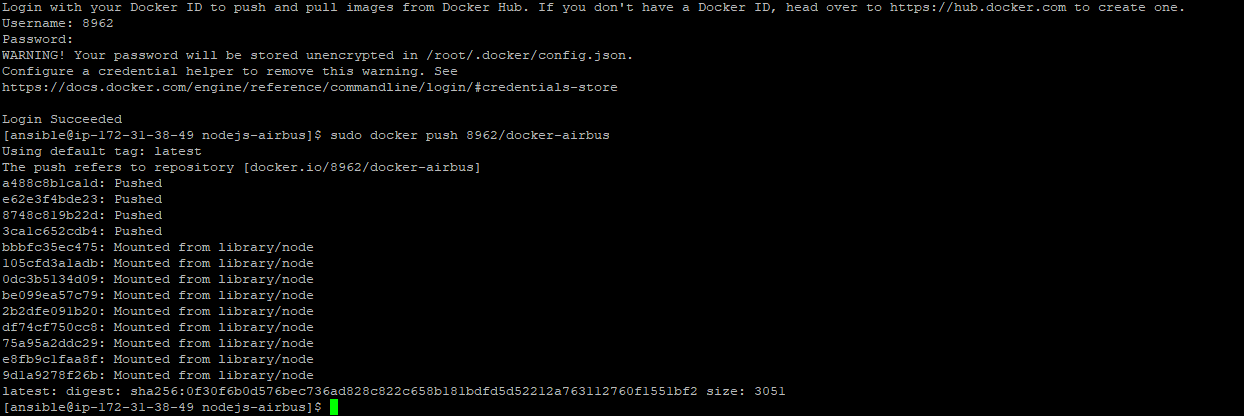 Login with your Docker ID to push and pull images from Docker Hub. If you don't have a Docker ID, head over to https://hub.docker.com to create one.
Username: 8962
Password:
WARNING! Your password will be stored unencrypted in /root/.docker/config.json.
Configure a credential helper to remove this warning. See
https://docs.docker.com/engine/reference/commandline/login/#credentials-store
Login Succeeded
[ansible@ip-172-31-38-49 nodejs-airbus]$ sudo docker push 8962/docker-airbus
Using default tag: latest
The push refers to repository [docker.io/8962/docker-airbus]
a488c8b1ca1d: Pushed
e62e3f4bde23: Pushed
8748c819b22d: Pushed
3ca1c652cdb4: Pushed
bbbfc35ec475: Mounted from library/node
105cfd3a1adb: Mounted from library/node
0dc3b5134d09: Mounted from library/node
be099ea57c79: Mounted from library/node
2b2dfe091b20: Mounted from library/node
df74cf750cc8: Mounted from library/node
75a95a2ddc29: Mounted from library/node
e8fb9c1faa8f: Mounted from library/node
9d1a9278f26b: Mounted from library/node
latest: digest: sha256:0f30f6b0d576bec736ad828c822c658b181bdfd5d52212a763112760f1551bf2 size: 3051
[ansible@ip-172-31-38-49 nodejs-airbus]$